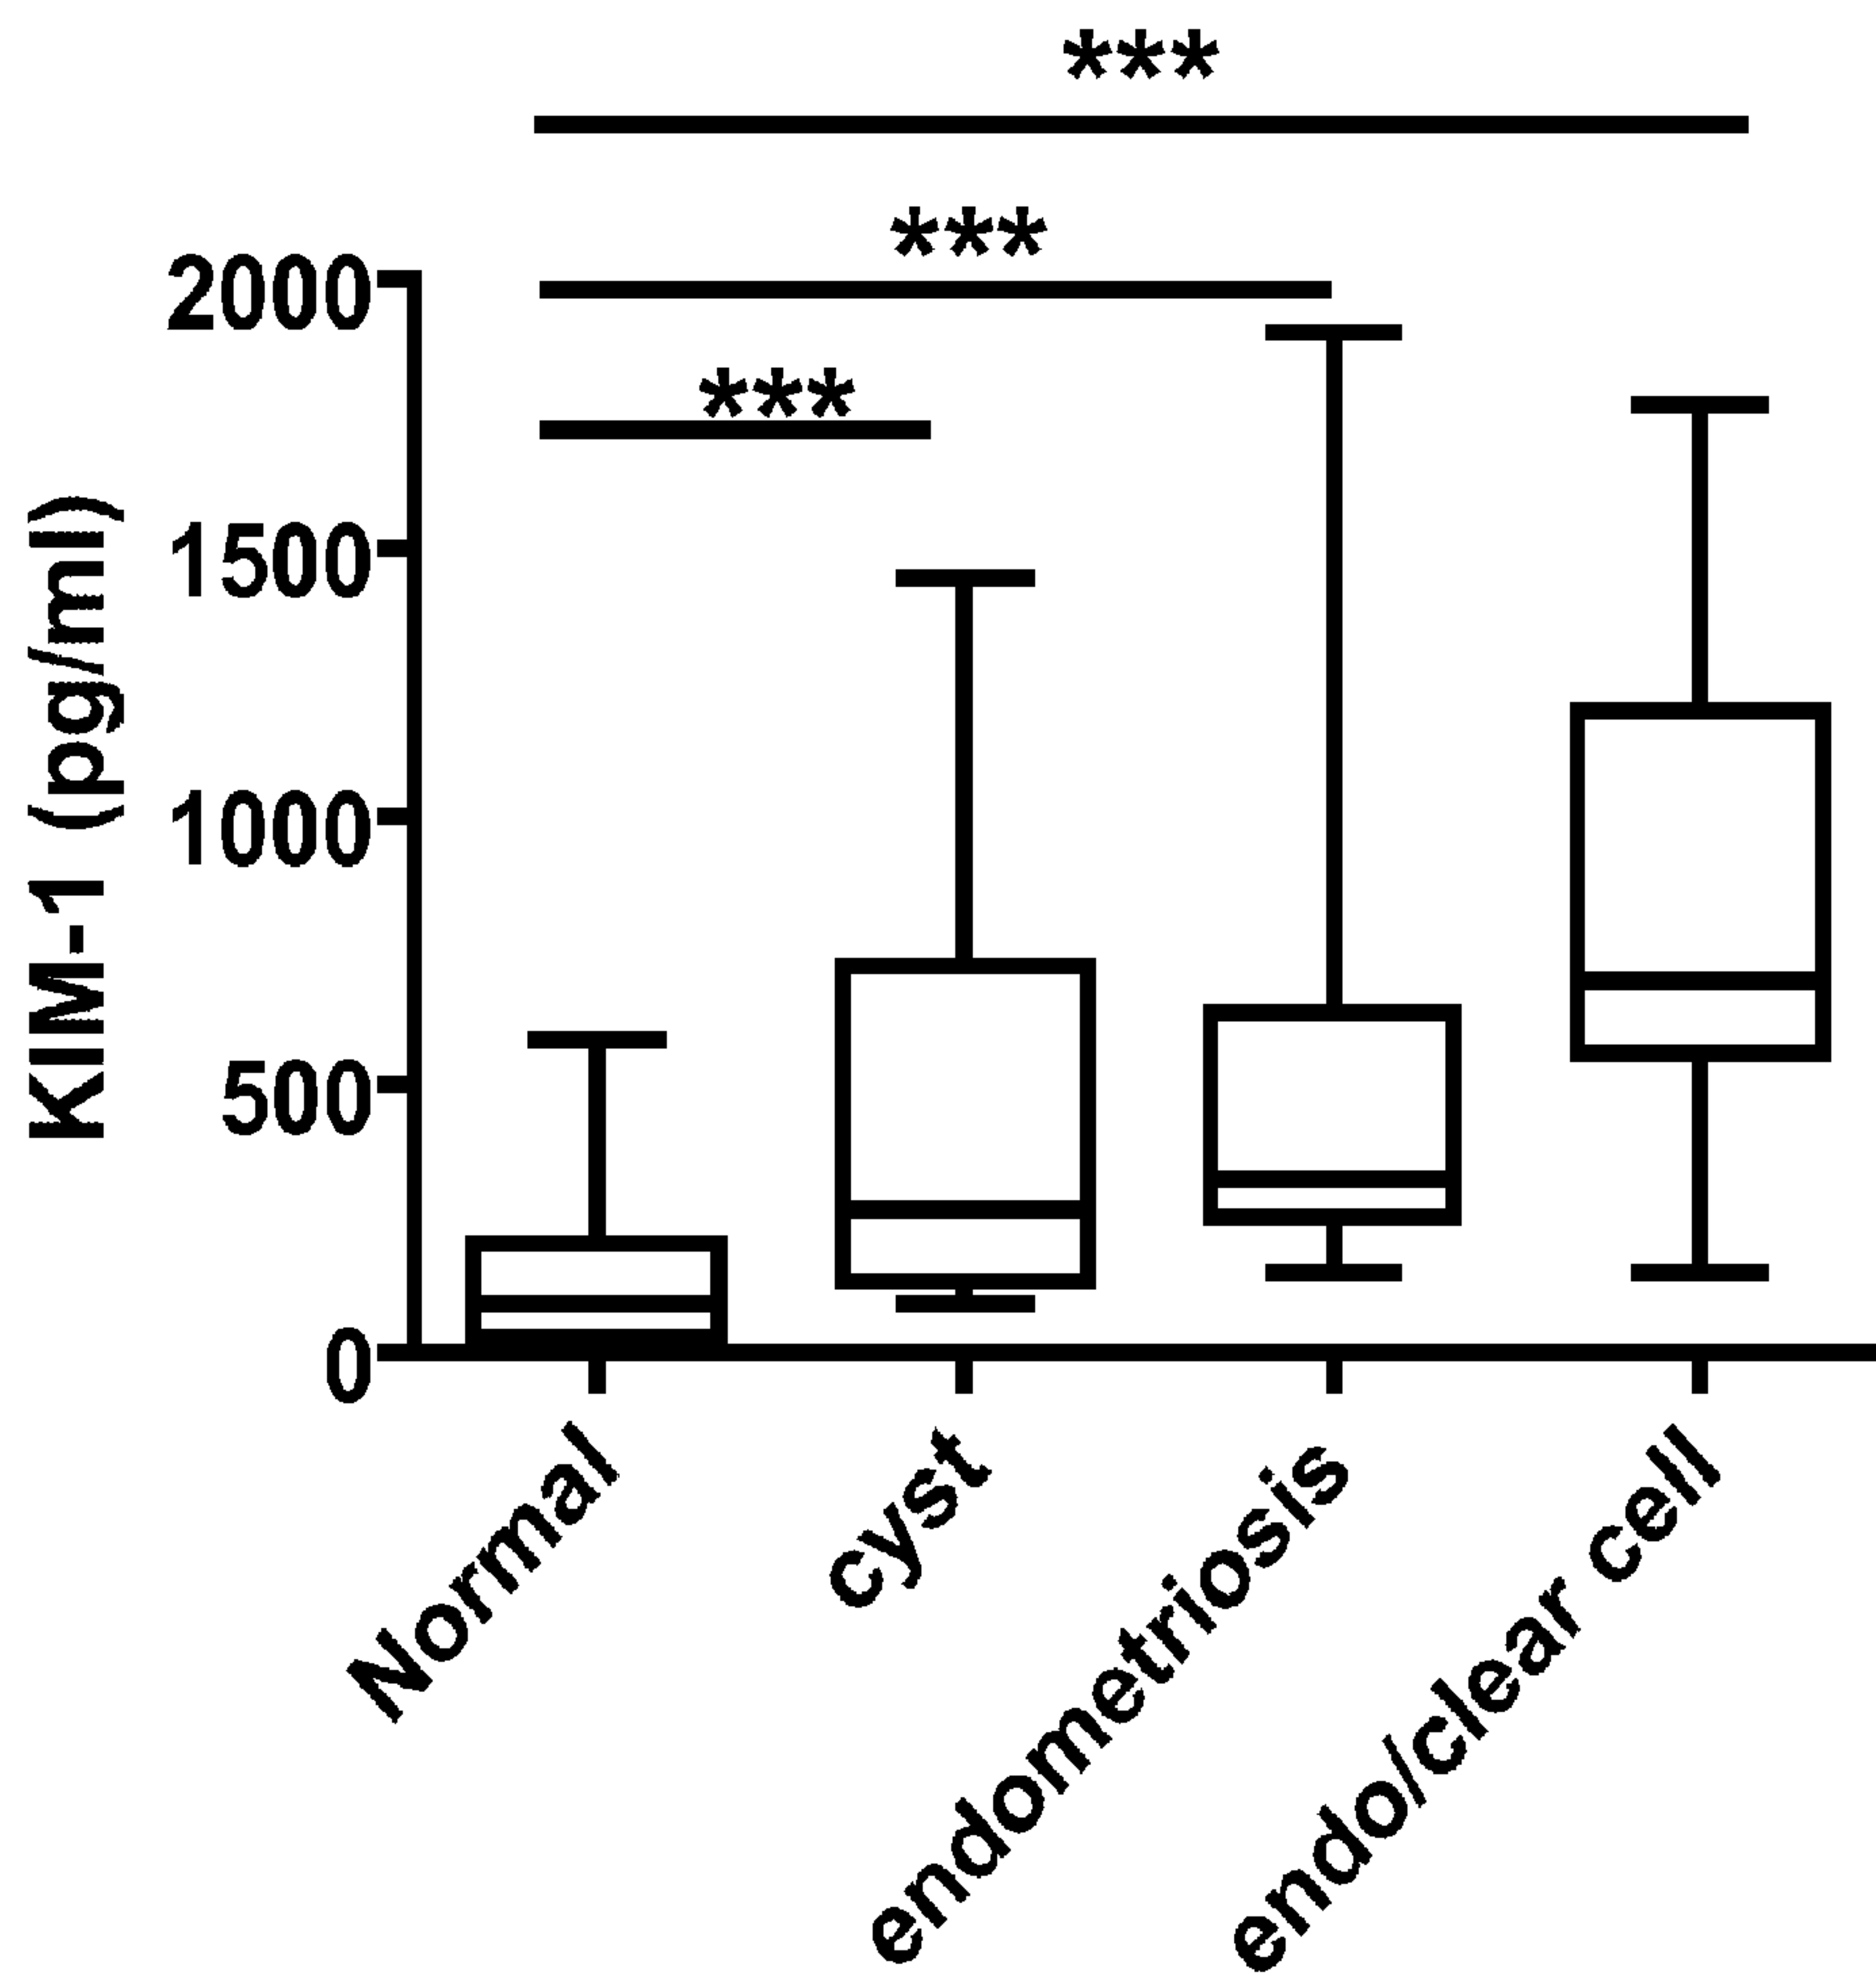 ***
***
***
2000
1500
1000
500
0
KIM-1 (pg/ml)
Normal
cyst
endometriosis
endo/clear cell